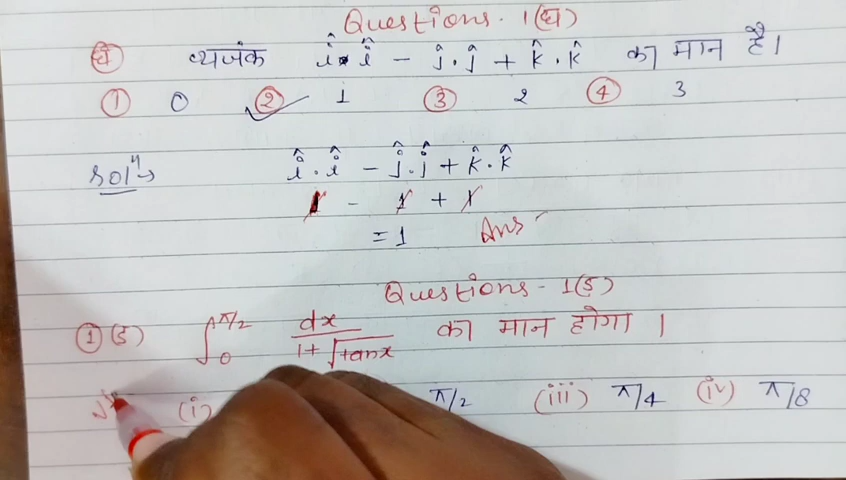 Questions. 1(घ)
(घ) व्यजंक î·î − ĵ·ĵ + k̂·k̂ का मान है।
① 0 ② 1 ③ 2 ④ 3
Solⁿ→ î·î − ĵ·ĵ + k̂·k̂
1 − 1 + 1
= 1 Ans
Questions - 1(ङ)
①(ङ) ∫₀^π/2 dx/(1+√tanx) का मान होगा।
(i) π/2 (iii) π/4 (iv) π/8